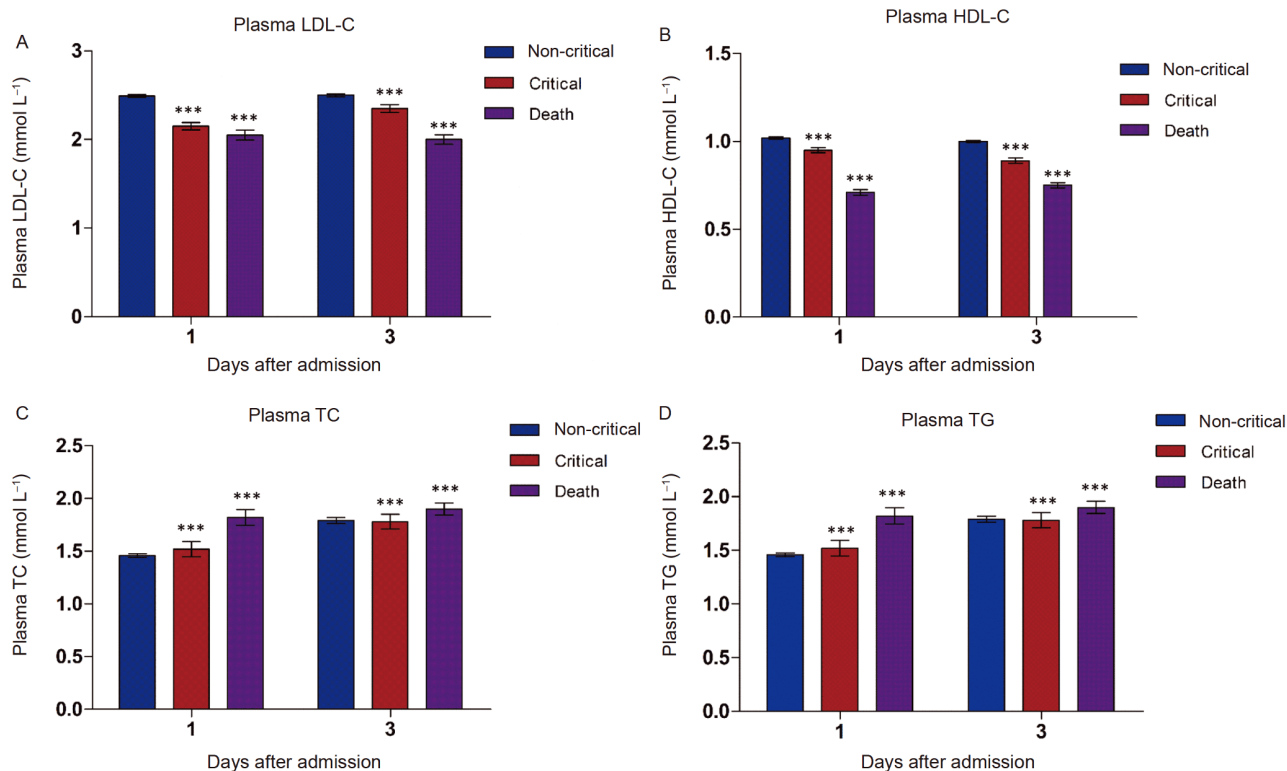 A
Plasma LDL-C
Plasma LDL-C (mmol L⁻¹)
3
2
1
0
***
***
***
***
1
3
Days after admission
Non-critical
Critical
Death
B
Plasma HDL-C
Plasma HDL-C (mmol L⁻¹)
1.5
1.0
0.5
0.0
***
***
***
***
1
3
Days after admission
Non-critical
Critical
Death
C
Plasma TC
Plasma TC (mmol L⁻¹)
2.5
2.0
1.5
1.0
0.5
0.0
***
***
***
***
1
3
Days after admission
Non-critical
Critical
Death
D
Plasma TG
Plasma TG (mmol L⁻¹)
2.5
2.0
1.5
1.0
0.5
0.0
***
***
***
***
1
3
Days after admission
Non-critical
Critical
Death